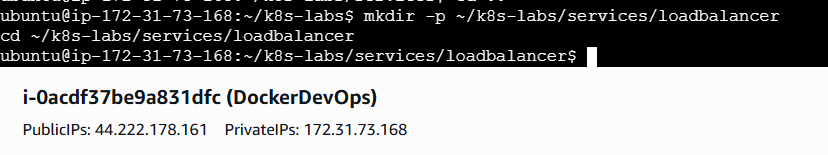 ubuntu@ip-172-31-73-168:~/k8s-labs$ mkdir -p ~/k8s-labs/services/loadbalancer
cd ~/k8s-labs/services/loadbalancer
ubuntu@ip-172-31-73-168:~/k8s-labs/services/loadbalancer$
i-0acdf37be9a831dfc (DockerDevOps)
PublicIPs: 44.222.178.161 PrivateIPs: 172.31.73.168